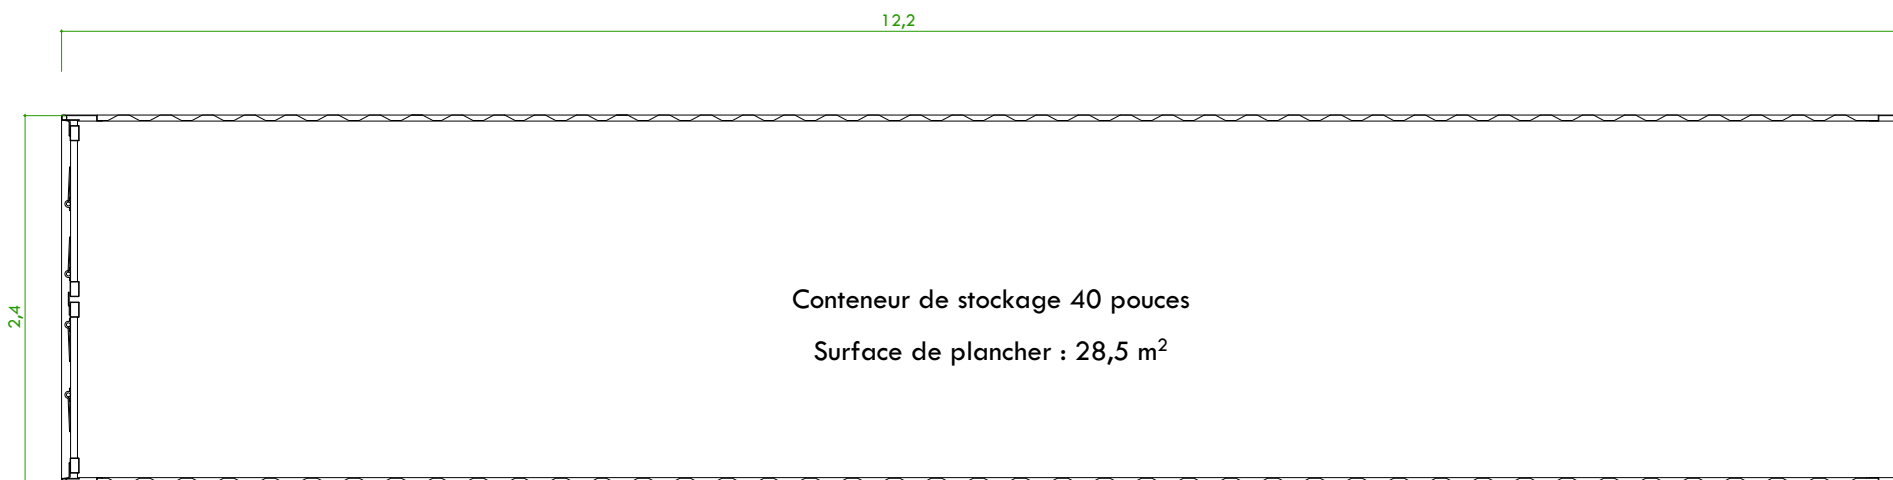 12,2
2,4
Conteneur de stockage 40 pouces
Surface de plancher : 28,5 m²